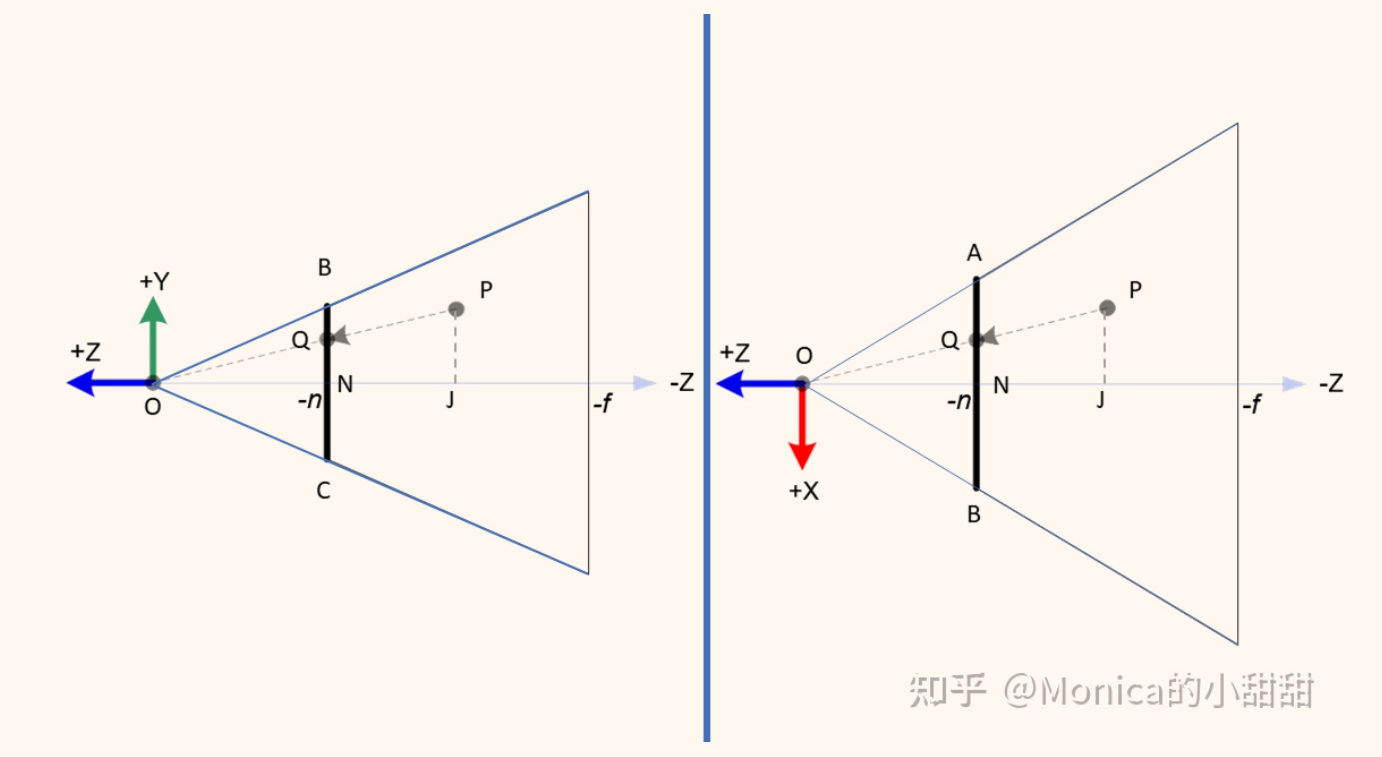 B
+Y
P
+Z
Q
N
-Z
O
-n
J
-f
C
A
P
Q
+Z
O
N
-Z
-n
J
-f
+X
B
知乎 @Monica的小甜甜